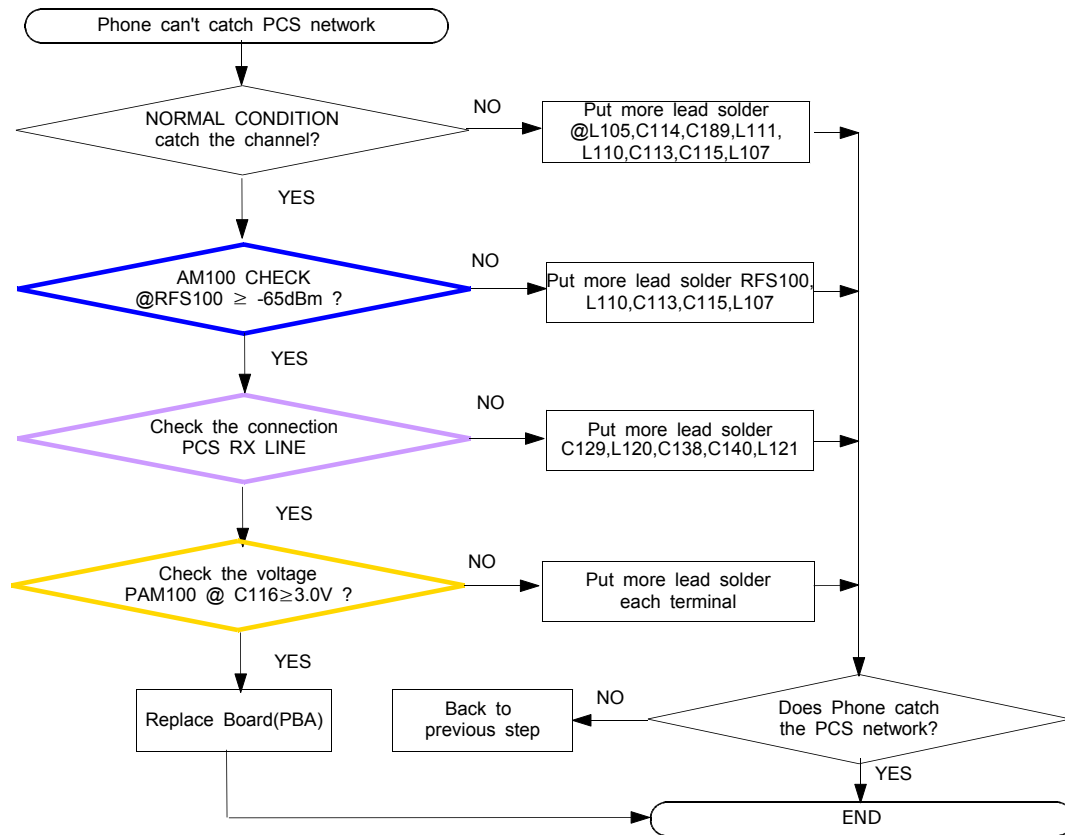 Phone can't catch PCS network
NORMAL CONDITION
catch the channel?
NO
Put more lead solder
@L105,C114,C189,L111,
L110,C113,C115,L107
YES
AM100 CHECK
@RFS100 ≥ -65dBm ?
NO
Put more lead solder RFS100,
L110,C113,C115,L107
YES
Check the connection
PCS RX LINE
NO
Put more lead solder
C129,L120,C138,C140,L121
YES
Check the voltage
PAM100 @ C116≥3.0V ?
NO
Put more lead solder
each terminal
YES
Replace Board(PBA)
Does Phone catch
the PCS network?
NO
Back to
previous step
YES
END